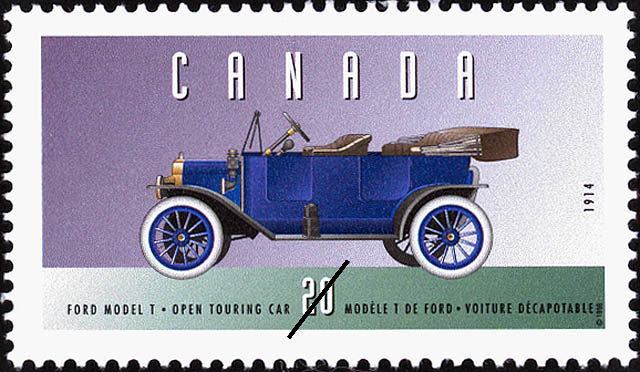 CANADA
1914
20
FORD MODEL T • OPEN TOURING CAR
MODÈLE T DE FORD • VOITURE DÉCAPOTABLE